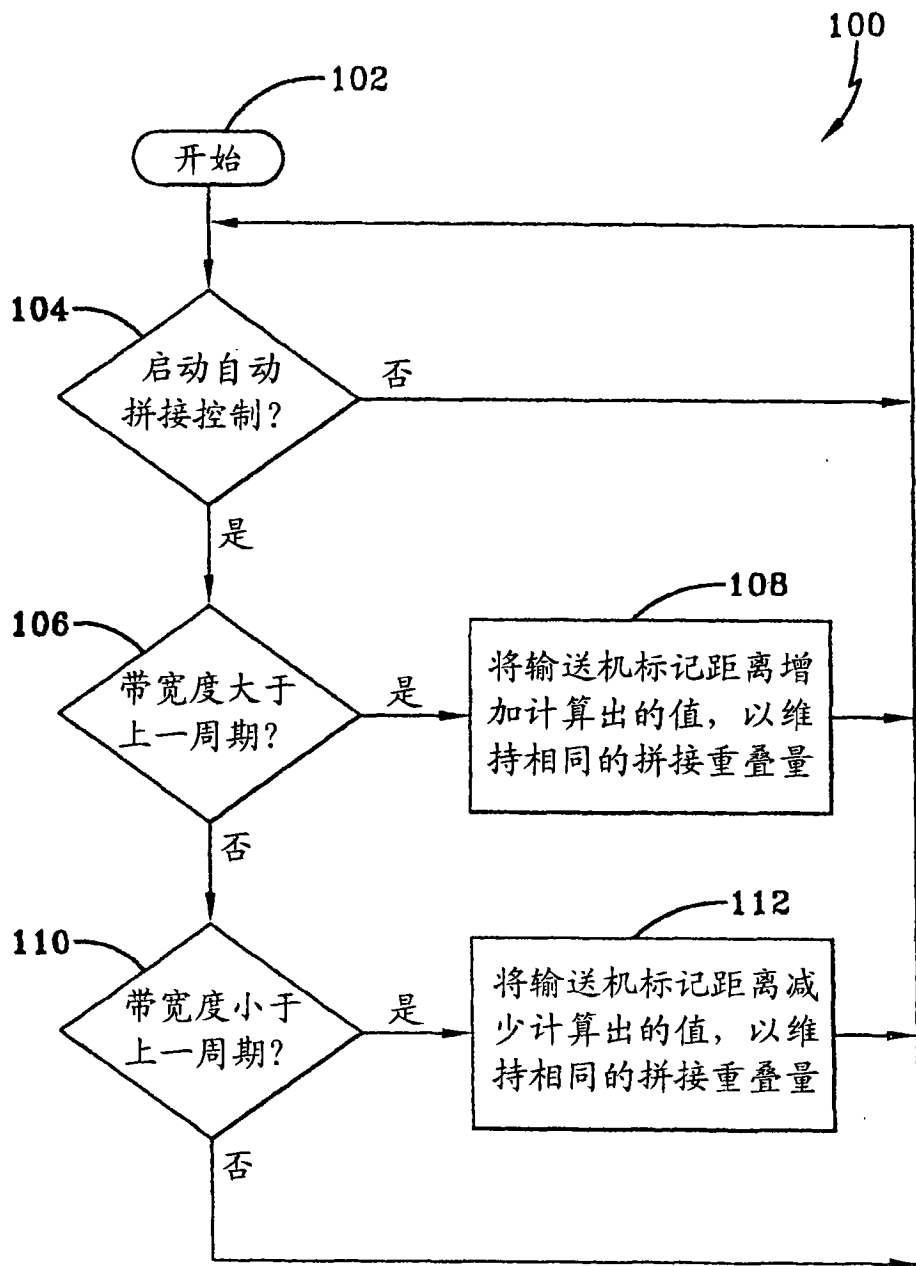 100
102
开始
104
启动自动
拼接控制?
否
是
106
带宽度大于
上一周期?
是
108
将输送机标记距离增
加计算出的值, 以维
持相同的拼接重叠量
否
110
带宽度小于
上一周期?
是
112
将输送机标记距离减
少计算出的值, 以维
持相同的拼接重叠量
否